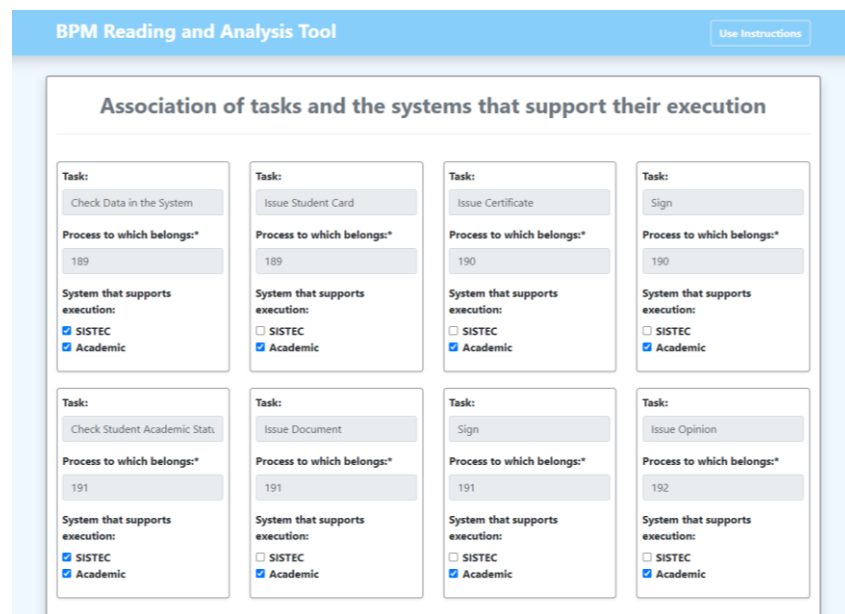 BPM Reading and Analysis Tool
Use Instructions
Association of tasks and the systems that support their execution
Task:
Check Data in the System
Process to which belongs:*
189
System that supports
execution:
SISTEC
Academic
Task:
Issue Student Card
Process to which belongs:*
189
System that supports
execution:
SISTEC
Academic
Task:
Issue Certificate
Process to which belongs:*
190
System that supports
execution:
SISTEC
Academic
Task:
Sign
Process to which belongs:*
190
System that supports
execution:
SISTEC
Academic
Task:
Check Student Academic Statu
Process to which belongs:*
191
System that supports
execution:
SISTEC
Academic
Task:
Issue Document
Process to which belongs:*
191
System that supports
execution:
SISTEC
Academic
Task:
Sign
Process to which belongs:*
191
System that supports
execution:
SISTEC
Academic
Task:
Issue Opinion
Process to which belongs:*
192
System that supports
execution:
SISTEC
Academic